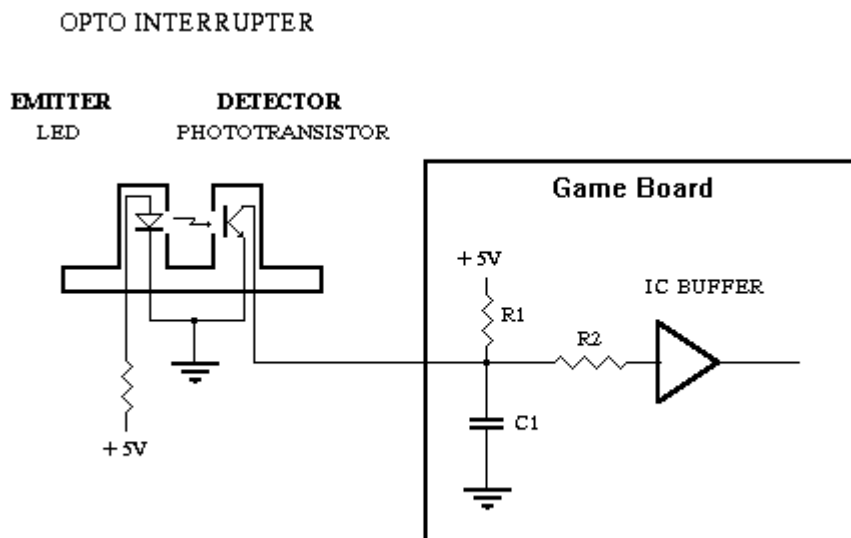 OPTO INTERRUPTER
EMITTER
LED
DETECTOR
PHOTOTRANSISTOR
+5V
Game Board
+5V
R1
R2
IC BUFFER
C1